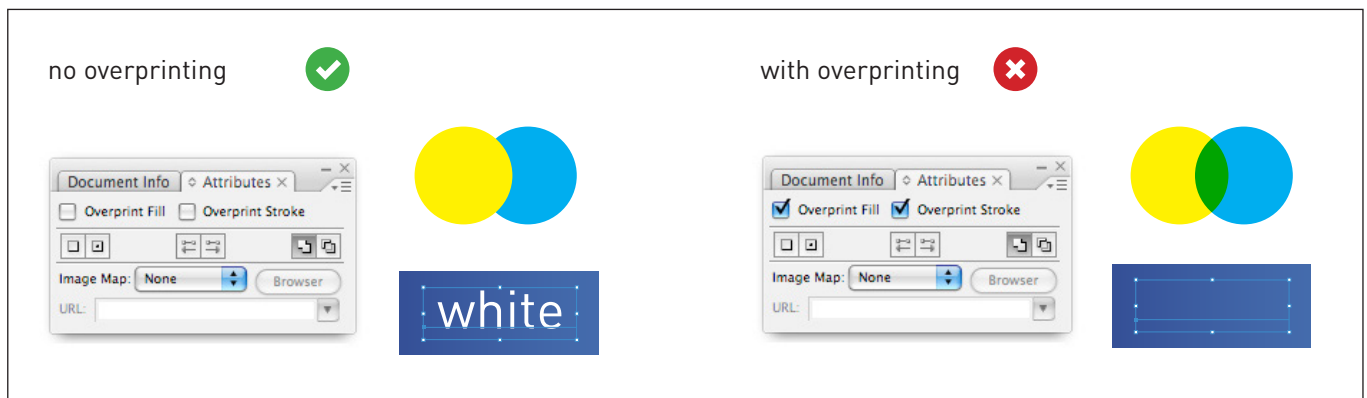 no overprinting
Document Info Attributes
Overprint Fill Overprint Stroke
Image Map: None Browser
URL:
white
with overprinting
Document Info Attributes
Overprint Fill Overprint Stroke
Image Map: None Browser
URL: